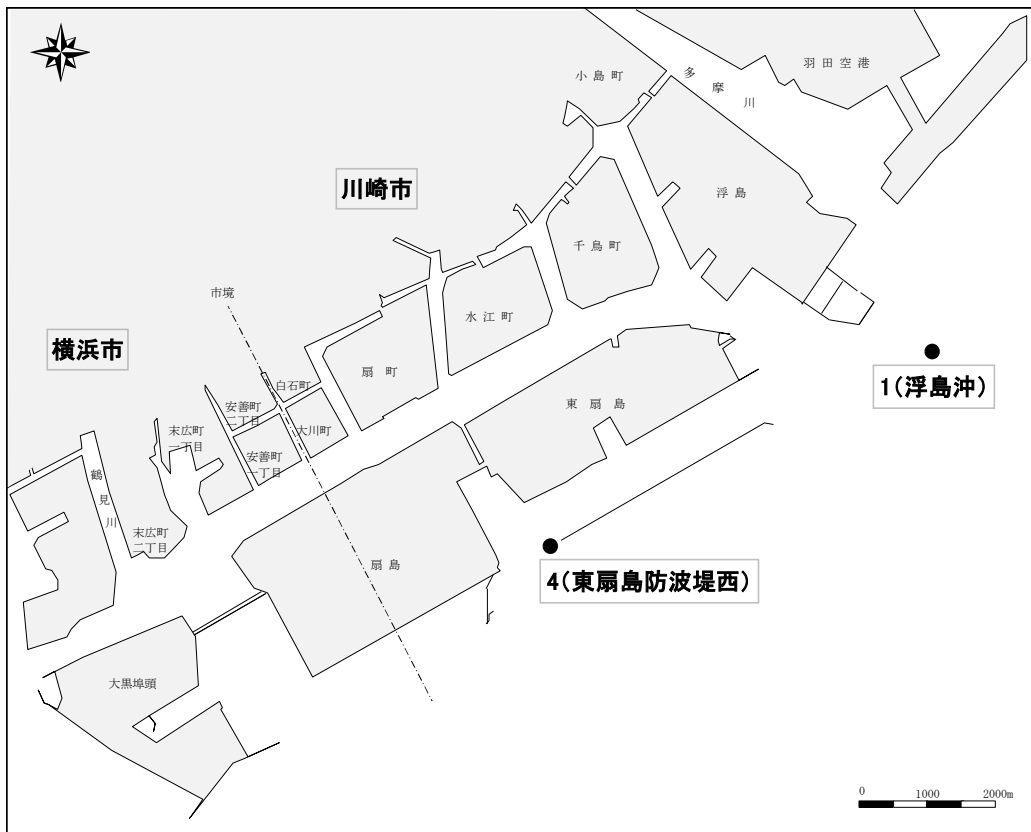 羽田空港
小島町
多摩川
川崎市
浮島
千鳥町
市境
水江町
横浜市
扇町
1(浮島沖)
白石町
東扇島
安善町
二丁目
大川町
末広町
一丁目
安善町
一丁目
鶴見川
末広町
二丁目
扇島
4(東扇島防波堤西)
大黒埠頭
0 1000 2000m